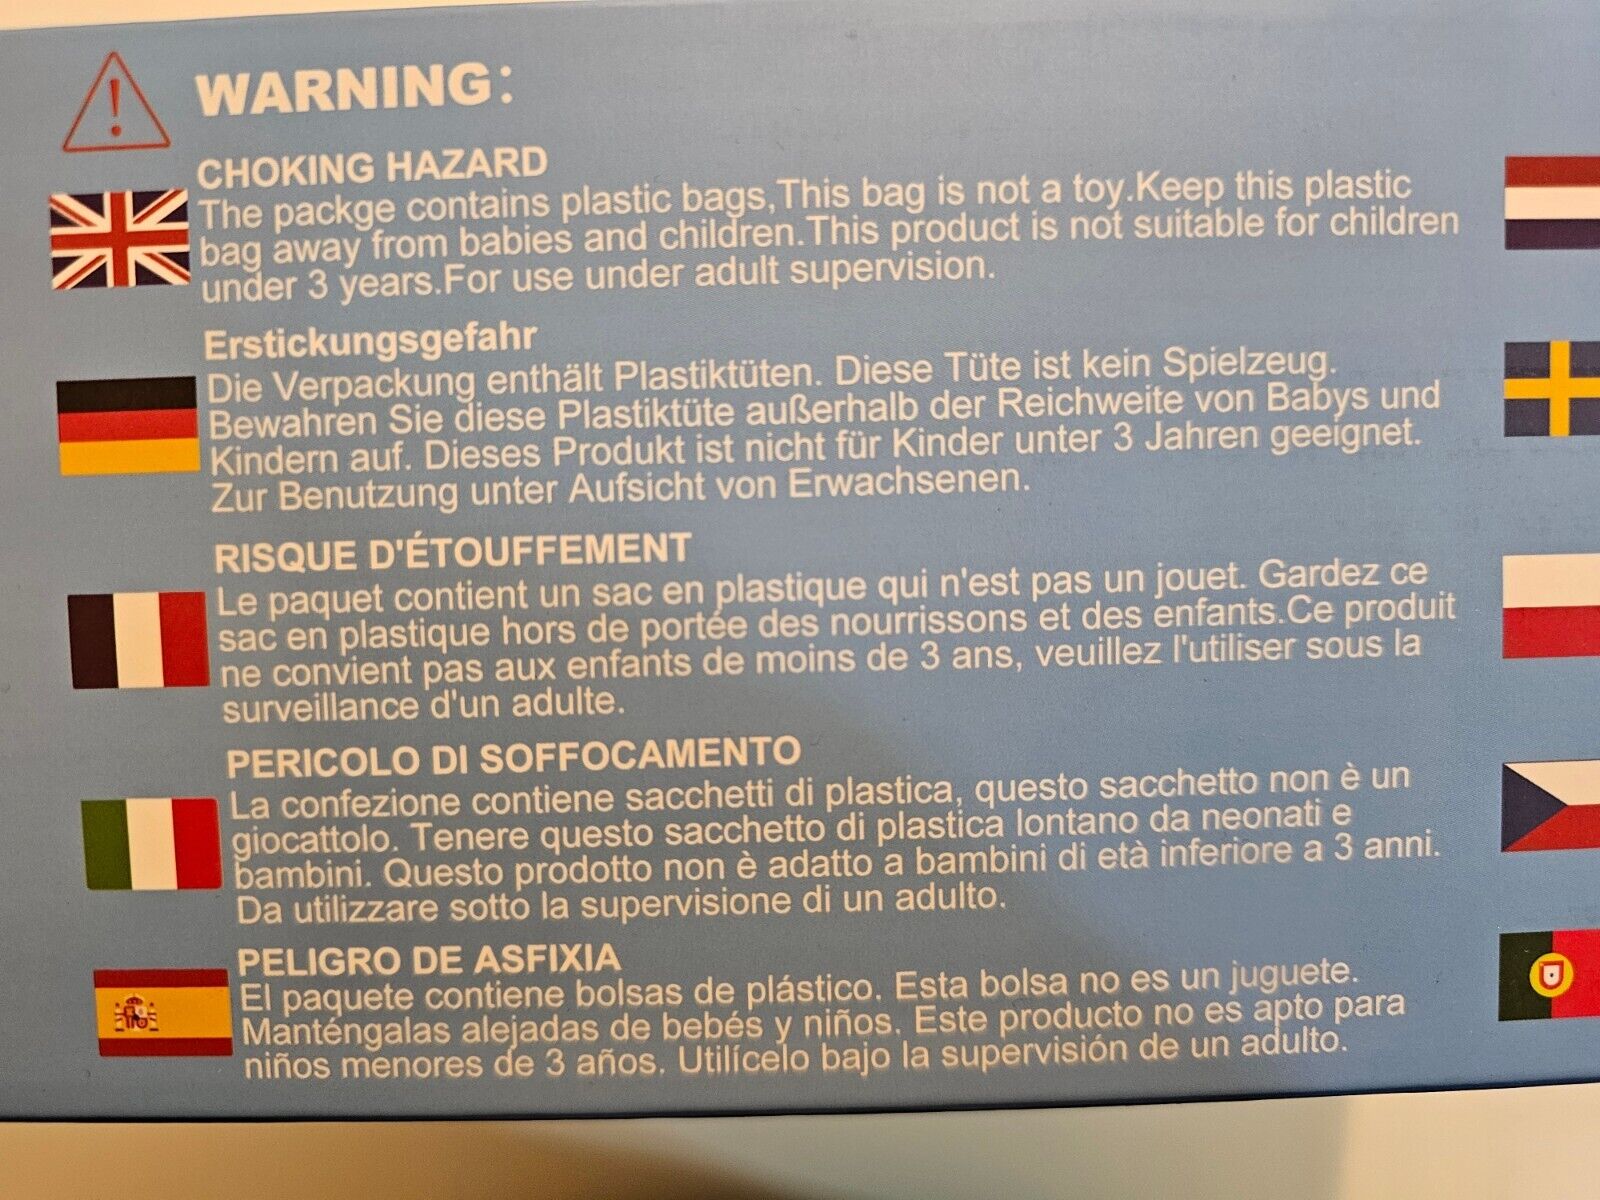 WARNING:
CHOKING HAZARD
The packge contains plastic bags,This bag is not a toy.Keep this plastic
bag away from babies and children.This product is not suitable for children
under 3 years.For use under adult supervision.
Erstickungsgefahr
Die Verpackung enthält Plastiktüten. Diese Tüte ist kein Spielzeug.
Bewahren Sie diese Plastiktüte außerhalb der Reichweite von Babys und
Kindern auf. Dieses Produkt ist nicht für Kinder unter 3 Jahren geeignet.
Zur Benutzung unter Aufsicht von Erwachsenen.
RISQUE D'ÉTOUFFEMENT
Le paquet contient un sac en plastique qui n'est pas un jouet. Gardez ce
sac en plastique hors de portée des nourrissons et des enfants.Ce produit
ne convient pas aux enfants de moins de 3 ans, veuillez l'utiliser sous la
surveillance d'un adulte.
PERICOLO DI SOFFOCAMENTO
La confezione contiene sacchetti di plastica, questo sacchetto non è un
giocattolo. Tenere questo sacchetto di plastica lontano da neonati e
bambini. Questo prodotto non è adatto a bambini di età inferiore a 3 anni.
Da utilizzare sotto la supervisione di un adulto.
PELIGRO DE ASFIXIA
El paquete contiene bolsas de plástico. Esta bolsa no es un juguete.
Manténgalas alejadas de bebés y niños. Este producto no es apto para
niños menores de 3 años. Utilícelo bajo la supervisión de un adulto.